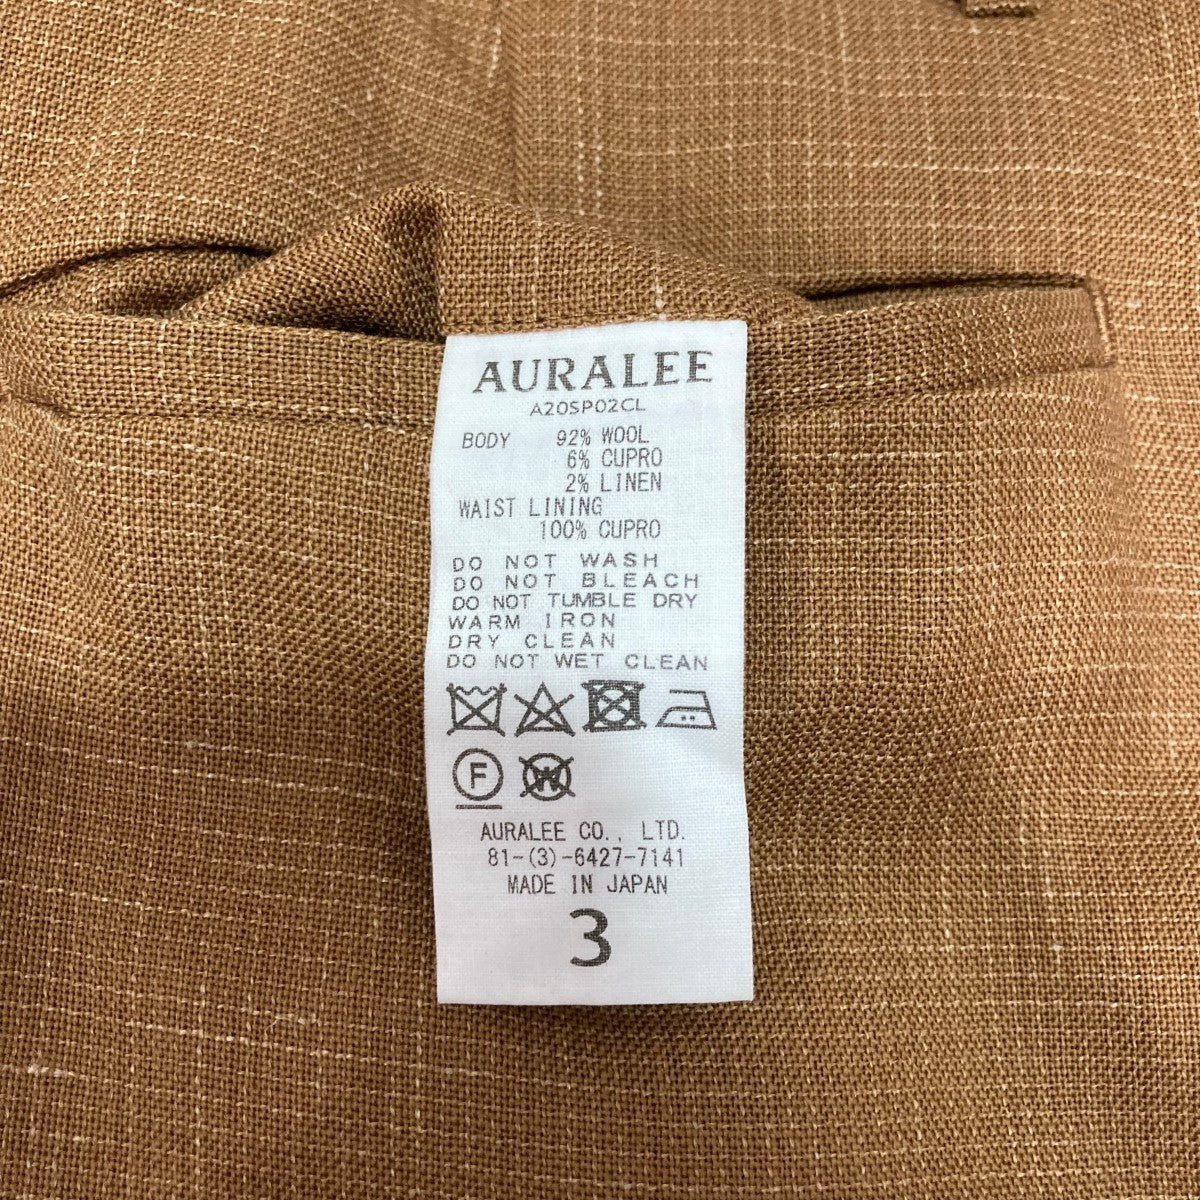 AURALEE
A20SP02CL
BODY 92% WOOL
6% CUPRO
2% LINEN
WAIST LINING
100% CUPRO
DO NOT WASH
DO NOT BLEACH
DO NOT TUMBLE DRY
WARM IRON
DRY CLEAN
DO NOT WET CLEAN
F W
AURALEE CO., LTD.
81-(3)-6427-7141
MADE IN JAPAN
3